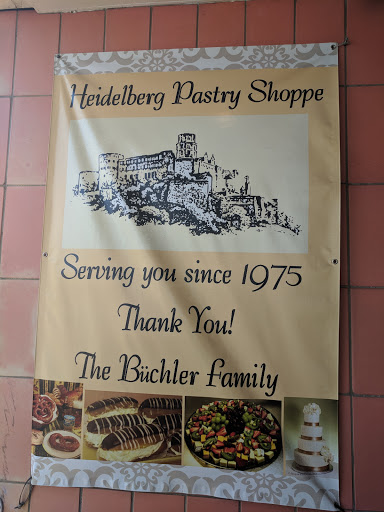 Heidelberg Pastry Shoppe
Serving you since 1975
Thank You!
The Büchler Family